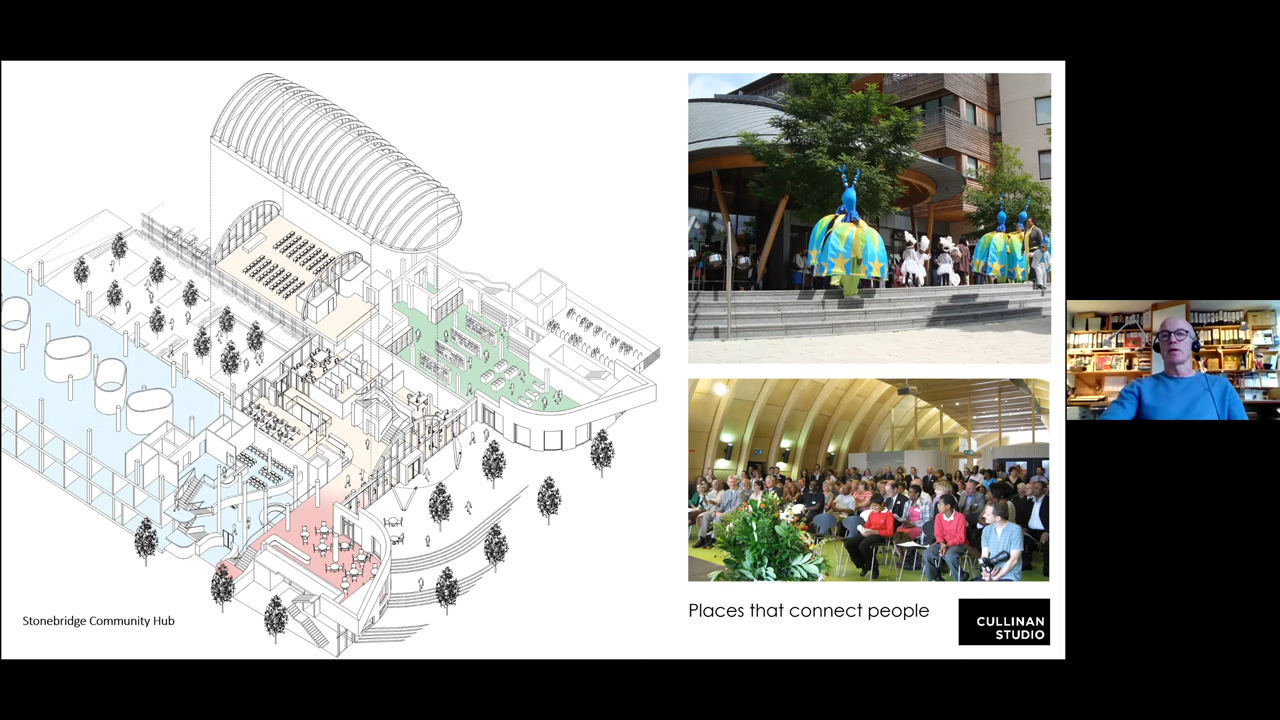 Stonebridge Community Hub
Places that connect people
CULLINAN
STUDIO